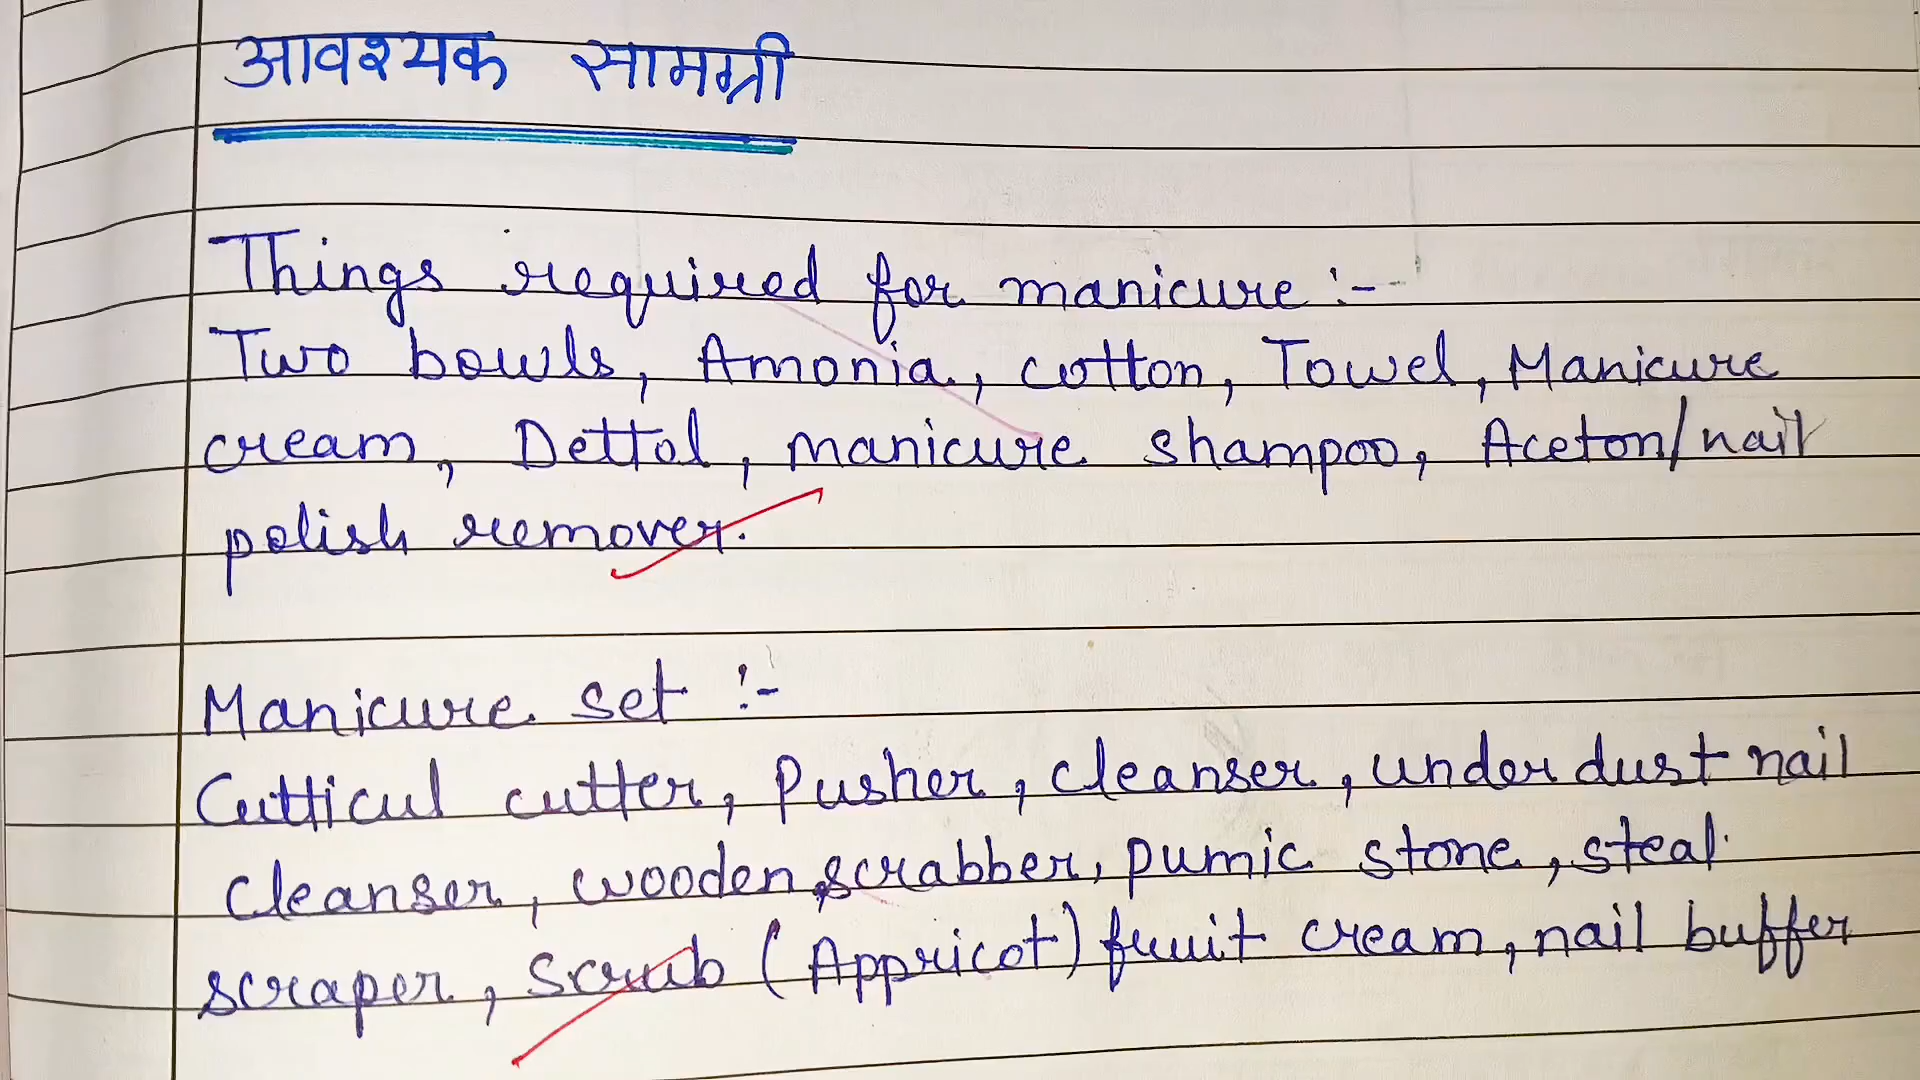 आवश्यक सामग्री
Things required for manicure :-
Two bowls, Amonia, cotton, Towel, Manicure
cream, Dettol, manicure shampoo, Aceton/nail
polish remover.
Manicure set :-
Cutticul cutter, Pusher, cleanser, under dust nail
cleanser, wooden scrabber, pumic stone, steal
scraper, scrub (Appricot) fruit cream, nail buffer